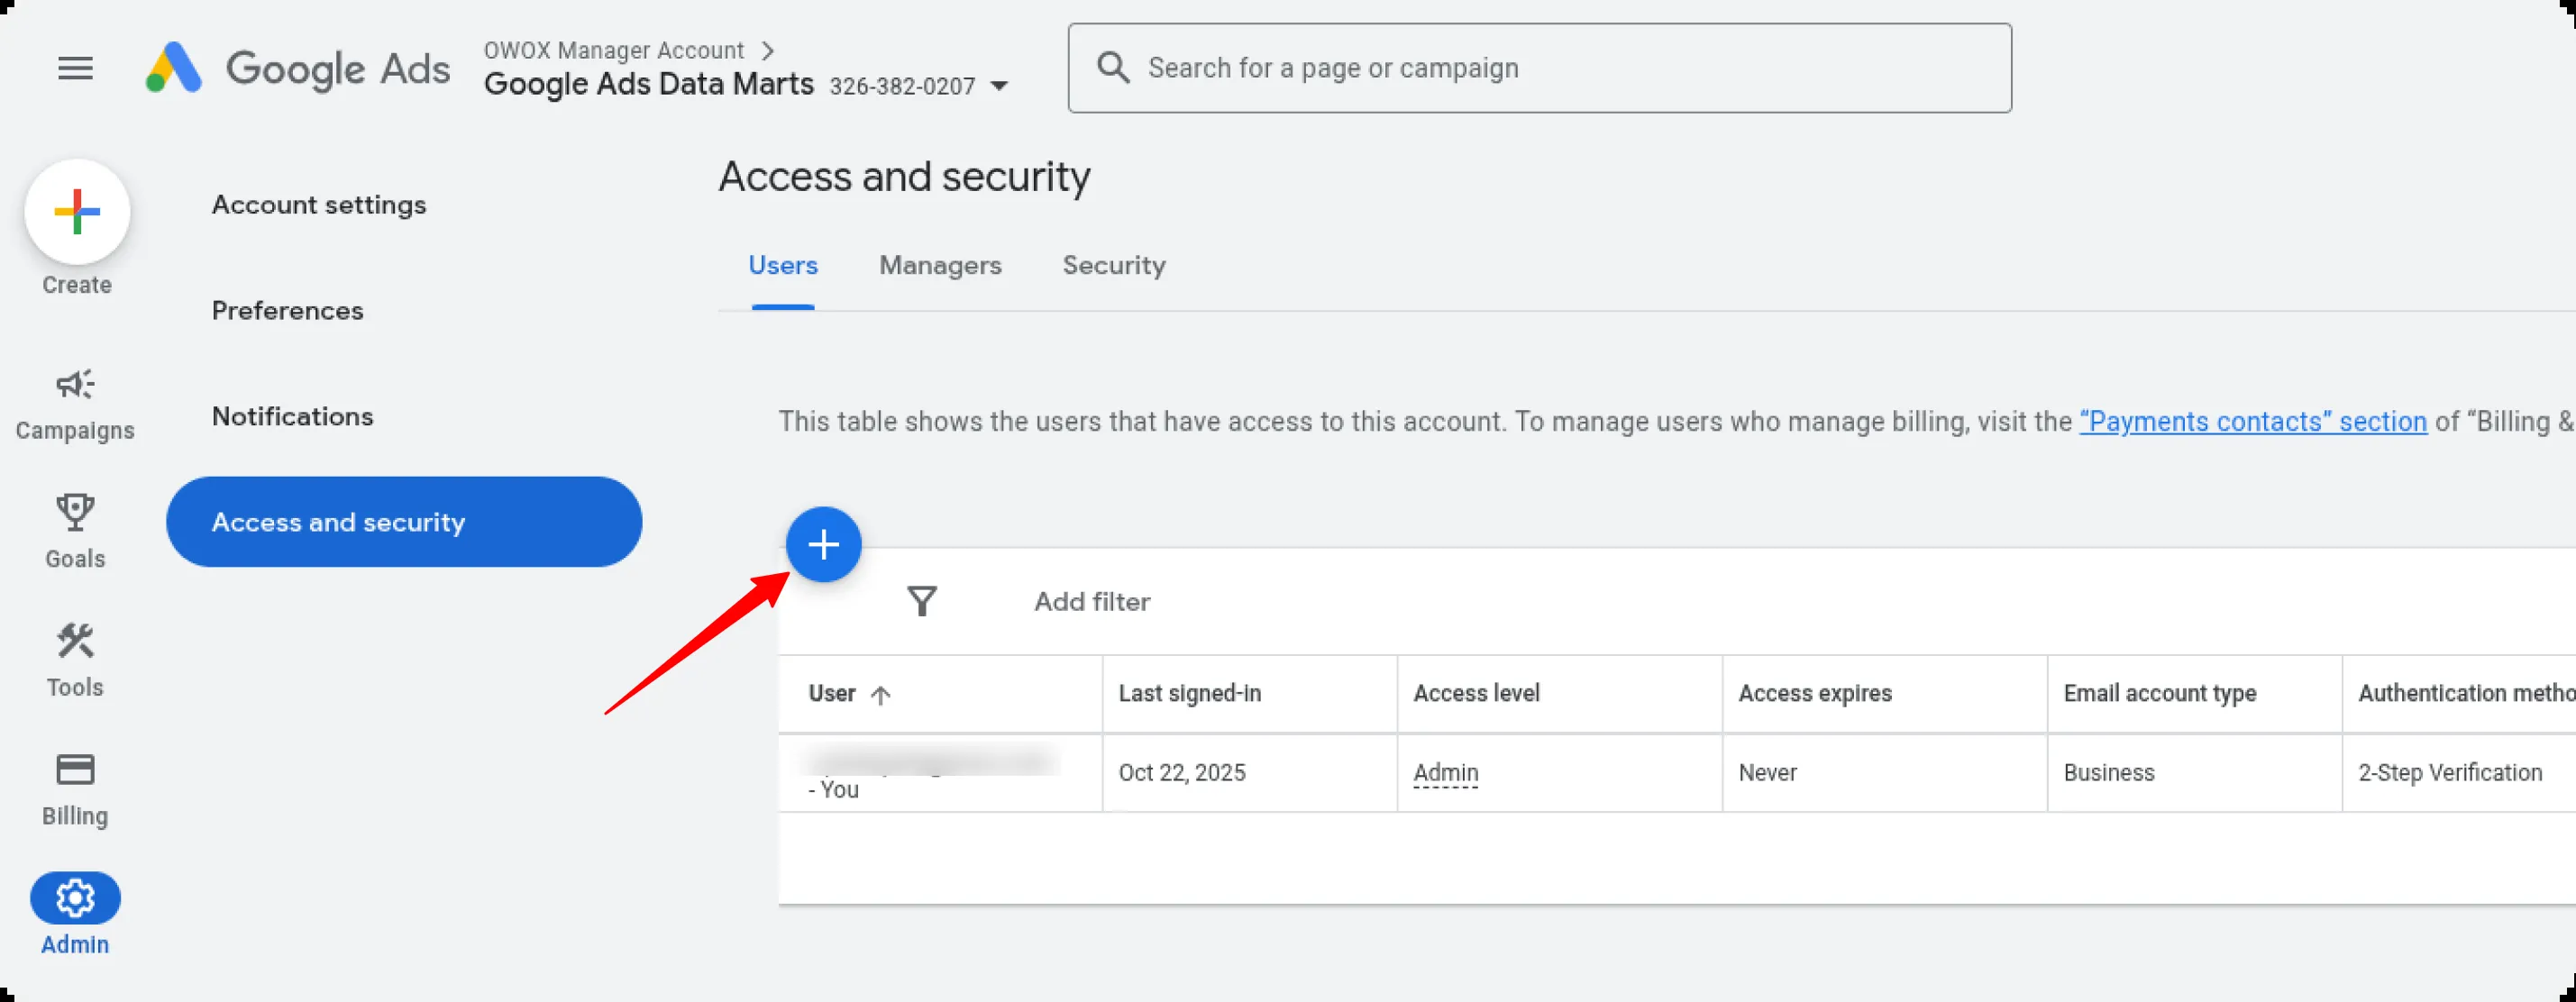 Google Ads
OWOX Manager Account
Google Ads Data Marts 326-382-0207
Search for a page or campaign
Create
Campaigns
Goals
Tools
Billing
Admin
Account settings
Preferences
Notifications
Access and security
Access and security
Users Managers Security
This table shows the users that have access to this account. To manage users who manage billing, visit the “Payments contacts” section of “Billing &
Add filter
User Last signed-in Access level Access expires Email account type Authentication metho
- You Oct 22, 2025 Admin Never Business 2-Step Verification